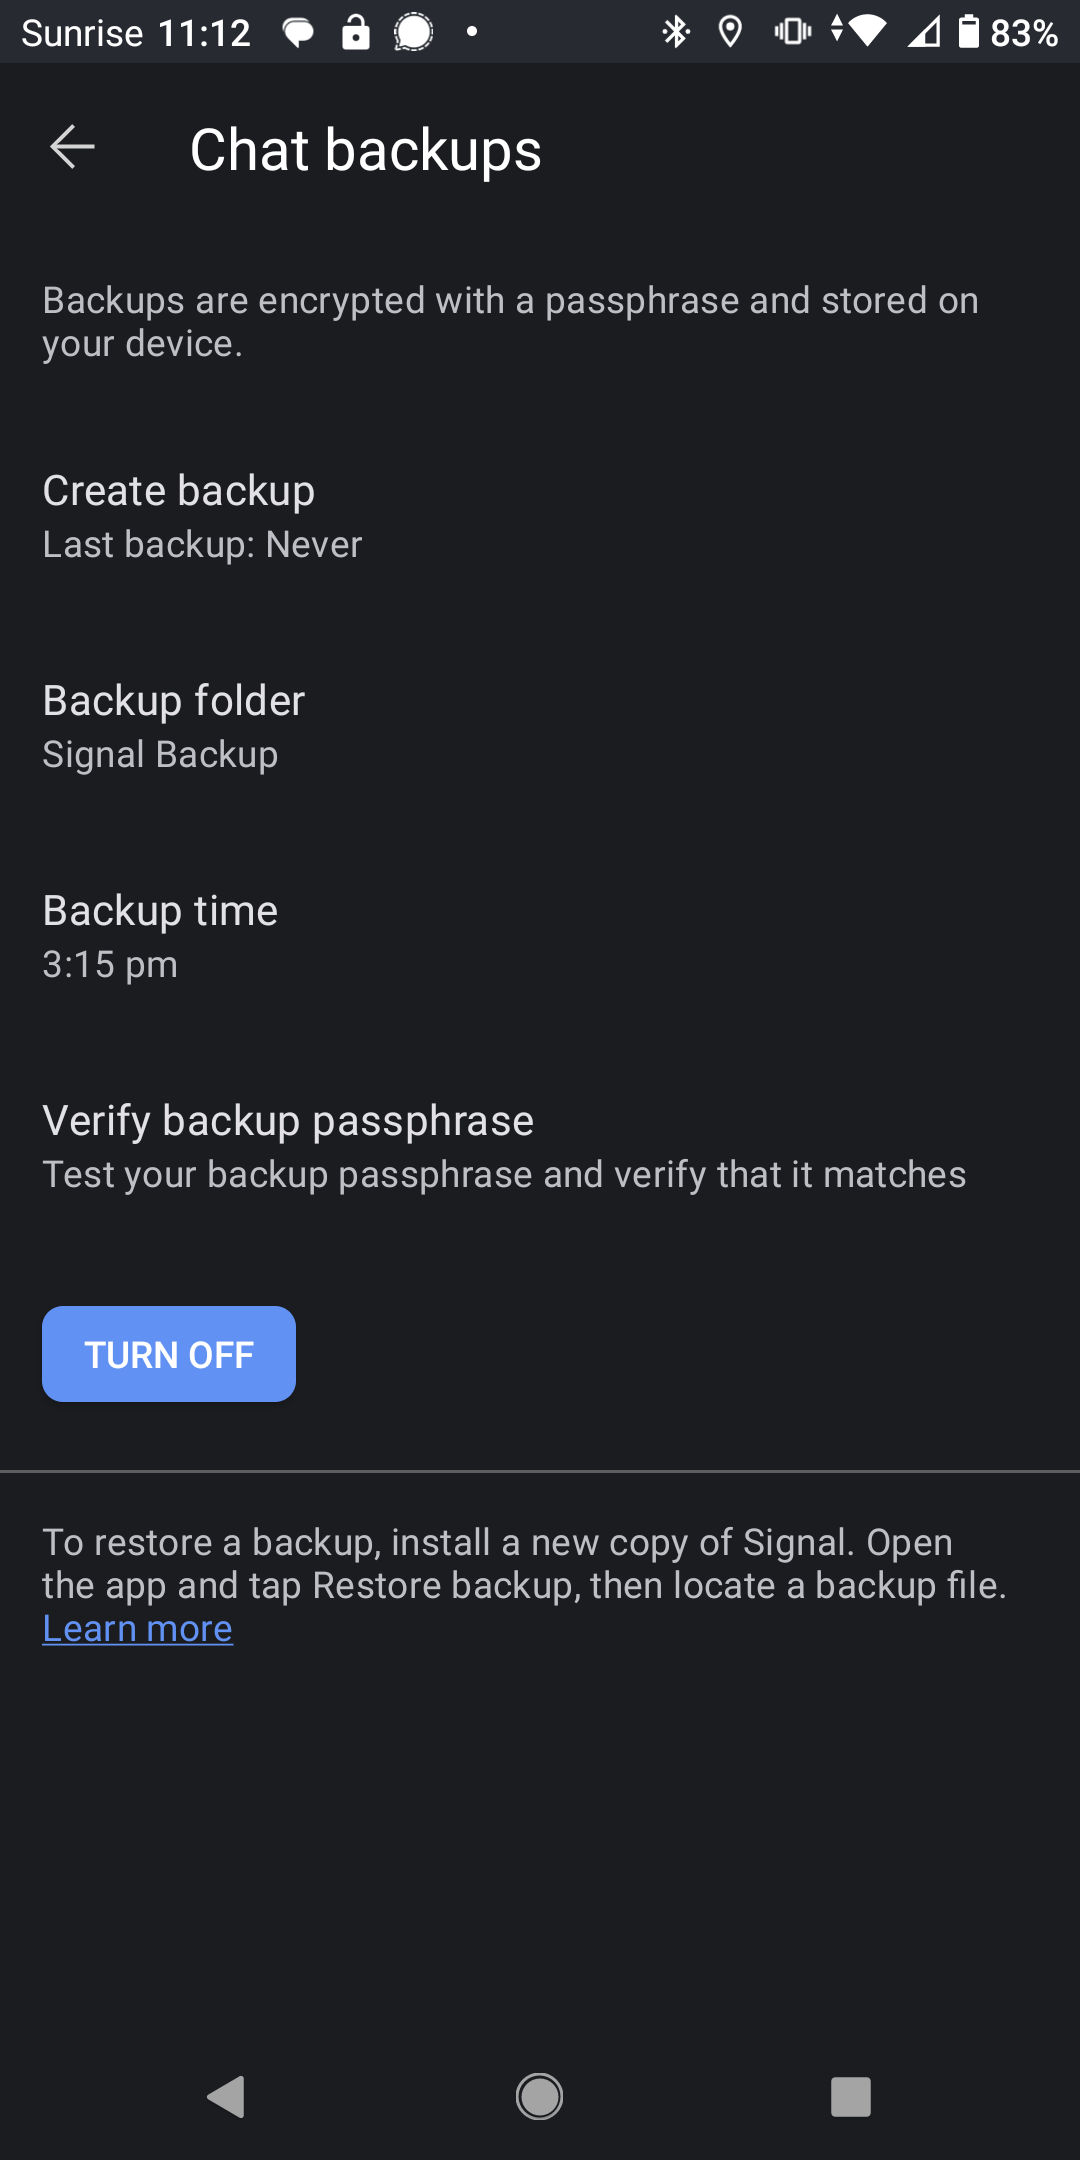 Sunrise 11:12 83%
Chat backups
Backups are encrypted with a passphrase and stored on
your device.
Create backup
Last backup: Never
Backup folder
Signal Backup
Backup time
3:15 pm
Verify backup passphrase
Test your backup passphrase and verify that it matches
TURN OFF
To restore a backup, install a new copy of Signal. Open
the app and tap Restore backup, then locate a backup file.
Learn more